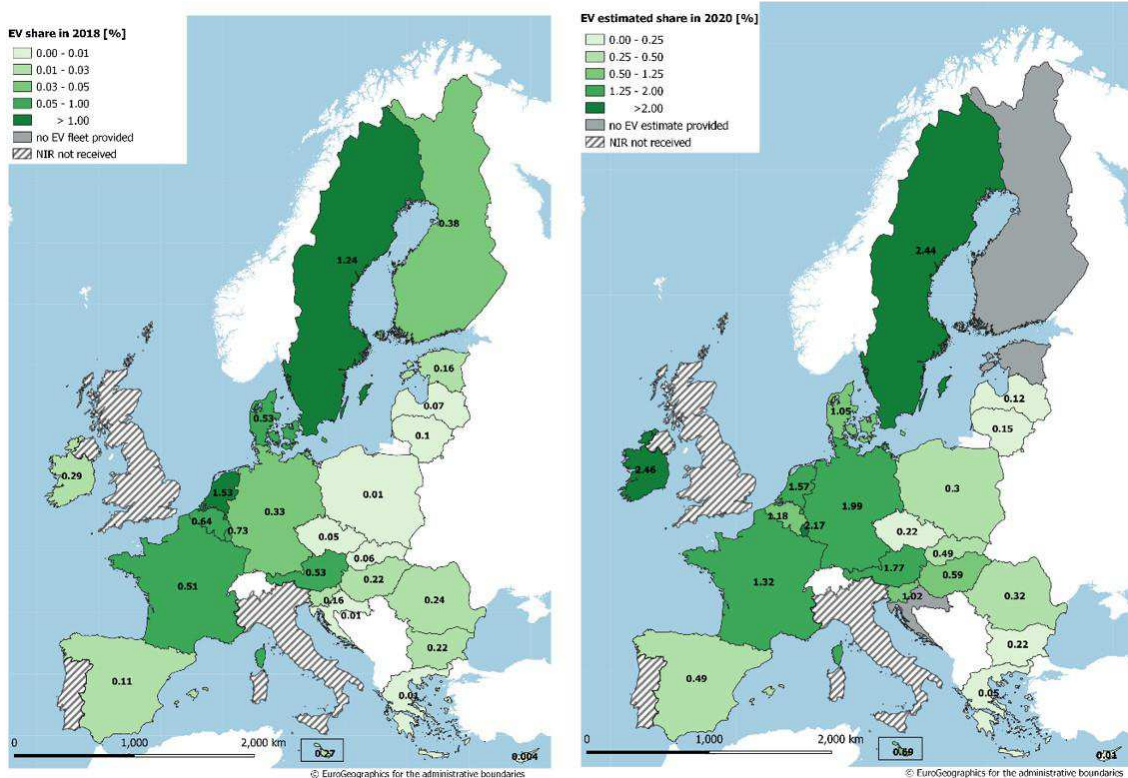 EV share in 2018 [%]
0.00 - 0.01
0.01 - 0.03
0.03 - 0.05
0.05 - 1.00
> 1.00
no EV fleet provided
NIR not received
0.38
1.24
0.16
0.07
0.53
0.1
0.29
1.53
0.01
0.33
0.64
0.73
0.05
0.06
0.53
0.51
0.22
0.16
0.24
0.01
0.22
0.11
0.01
0 1,000 2,000 km
0.27
0.004
© EuroGeographics for the administrative boundaries
EV estimated share in 2020 [%]
0.00 - 0.25
0.25 - 0.50
0.50 - 1.25
1.25 - 2.00
>2.00
no EV estimate provided
NIR not received
2.44
0.12
1.05
0.15
2.46
1.57
0.3
1.99
1.18
2.17
0.22
0.49
1.77
1.32
0.59
1.02
0.32
0.22
0.49
0.05
0 1,000 2,000 km
0.69
0.01
© EuroGeographics for the administrative boundaries